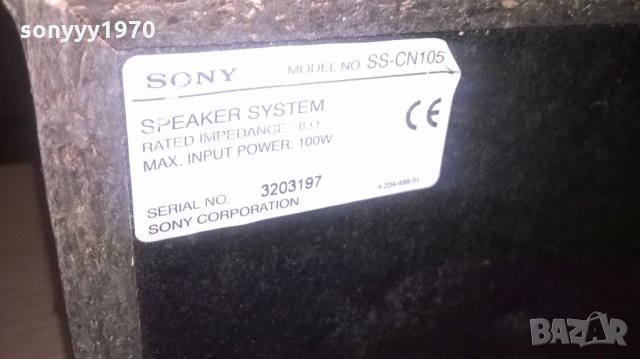 sonyyy1970
SONY MODEL NO. SS-CN105
SPEAKER SYSTEM
RATED IMPEDANCE: 8Ω
MAX. INPUT POWER: 100W
CE
SERIAL NO. 3203197
SONY CORPORATION
4-234-498-01
BAZAR